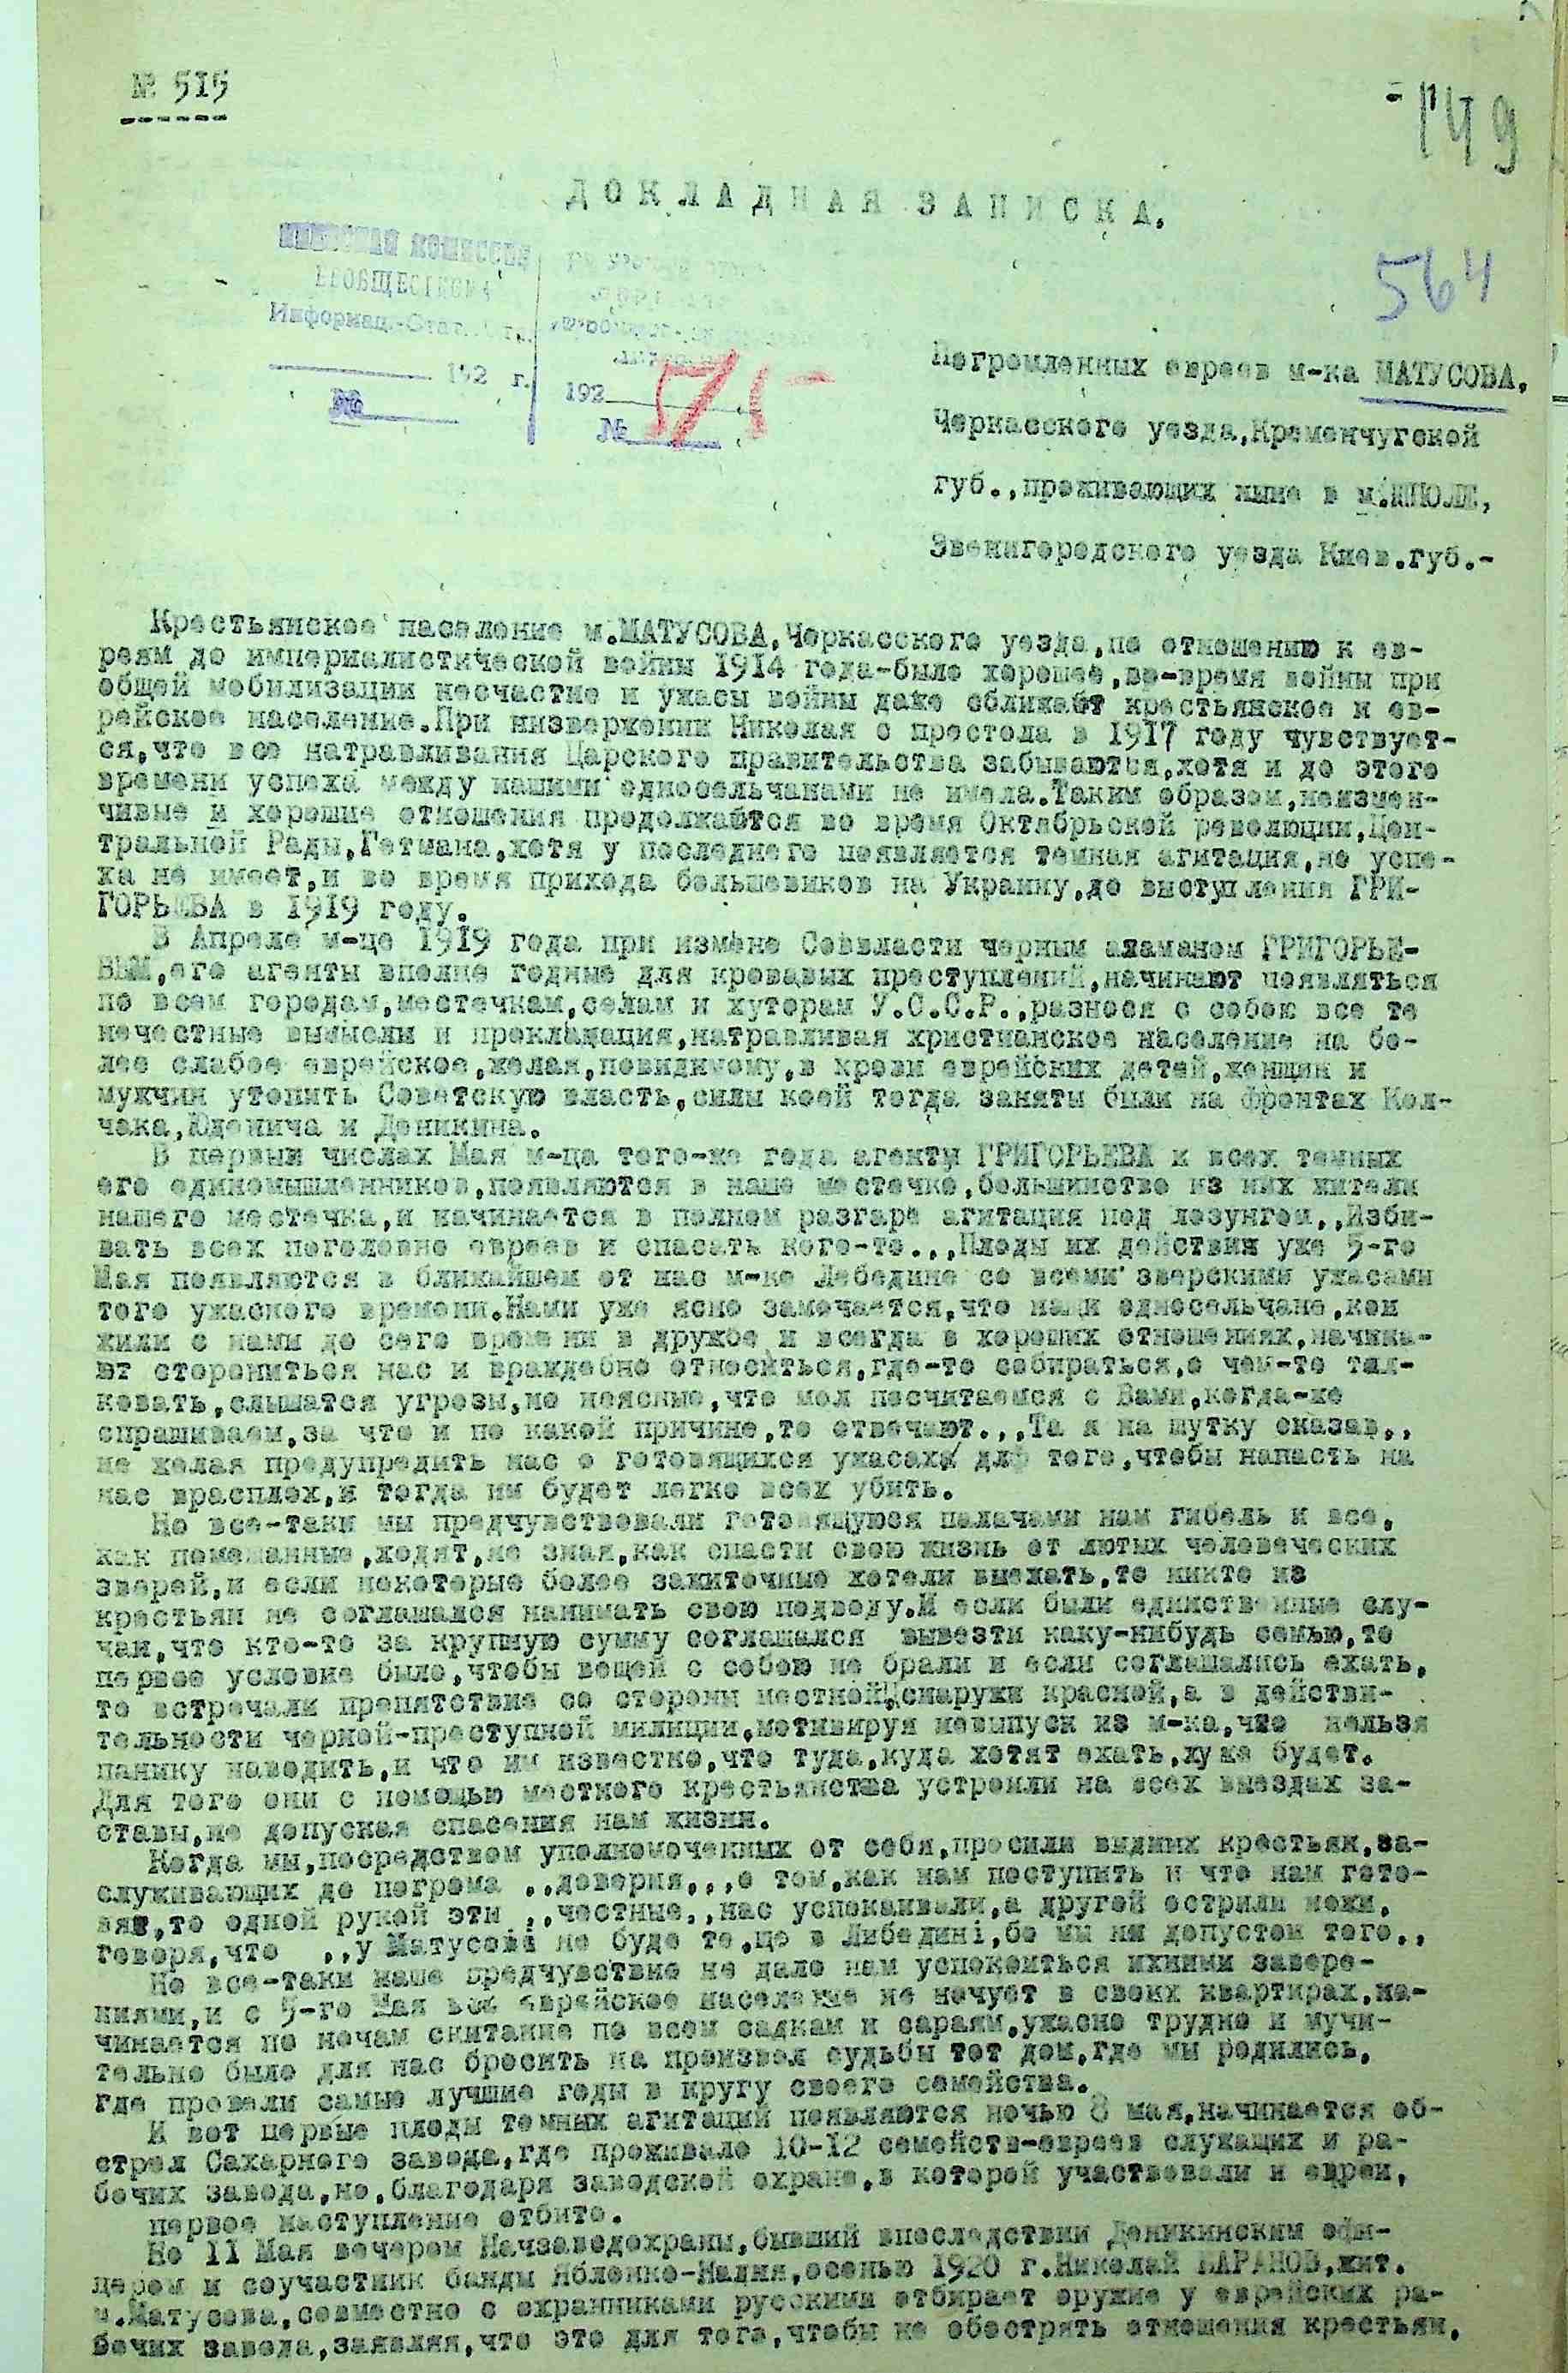 № 515
- 149
ДОКЛАДНАЯ ЗАПИСКА.
КОМИССИЯ
ЕВОБЩЕСТКОМА
Информац.-Стат.
192 г.
№
192
№
515
564
Погромленных евреев м-ка МАТУСОВА,
Черкасского уезда,Кременчугской
губ.,проживающих ныне в м.ШПОЛЕ,
Звенигородского уезда Киев.губ.-
Крестьянское население м.МАТУСОВА,Черкасского уезда,по отношению к ев-
реям до империалистической войны 1914 года-было хорошее,во-время войны при
общей мобилизации несчастие и ужасы войны даже сближает крестьянское и ев-
рейское население.При низвержении Николая с престола в 1917 году чувствует-
ся,что все натравливания Царского правительства забываются,хотя и до этого
времени успеха между нашими односельчанами не имела.Таким образом,неизмен-
чивые и хорошие отношения продолжается во время Октябрьской революции,Цен-
тральной Рады,Гетмана,хотя у последнего появляется темная агитация,но успе-
ха не имеет,и во время прихода большевиков на Украину,до выступления ГРИ-
ГОРЬЕВА в 1919 году.
В Апреле м-це 1919 года при измене Соввласти черным атаманом ГРИГОРЬЕ-
ВЫМ,его агенты вполне годные для кровавых преступлений,начинают появляться
по всем городам,местечкам,селам и хуторам У.С.С.Р.,разнося с собою все те
нечестные вымыслы и прокламация,натравливая христианское население на бо-
лее слабое еврейское,желая,повидимому,в крови еврейских детей,женщин и
мужчин утопить Советскую власть,силы коей тогда заняты были на фронтах Кол-
чака,Юденича и Деникина.
В первых числах Мая м-ца того-же года агенты ГРИГОРЬЕВА и всех темных
его единомышленников,появляются в наше местечко,большинство из них жители
нашего местечка,и начинается в полном разгаре агитация под лозунгом,,Изби-
вать всех поголовно евреев и спасать кого-то.,,Плоды их действия уже 5-го
Мая появляются в ближайшем от нас м-ке Лебедине со всеми зверскими ужасами
того ужасного времени.Нами уже ясно замечается,что наши односельчане,кои
жили с нами до сего времени в дружбе и всегда в хороших отношениях,начина-
ют сторониться нас и враждебно относиться,где-то собираться,о чем-то тол-
ковать,слышатся угрозы,но неясные,что мол посчитаемся с Вами,когда-же
спрашиваем,за что и по какой причине,то отвечают.,,Та я на шутку сказав,,
не желая предупредить нас о готовящихся ужасах для того,чтобы напасть на
нас врасплох,и тогда им будет легко всех убить.
Но все-таки мы предчувствовали готовящуюся палачами нам гибель и все,
как помешанные,ходят,не зная,как спасти свою жизнь от лютых человеческих
зверей,и если некоторые более зажиточные хотели выехать,то никто из
крестьян не соглашался нанимать свою подводу.И если были единственные слу-
чаи,что кто-то за крупную сумму соглашался вывезти каку-нибудь семью,то
первое условие было,чтобы вещей с собою не брали и если соглашались ехать,
то встречали препятствие со стороны местной снаружи красной,а в действи-
тельности черной-преступной милиции,мотивируя невыпуск из м-ка,что нельзя
панику наводить,и что им известно,что туда,куда хотят ехать,хуже будет.
Для того они с помощью местного крестьянства устроили на всех выездах за-
ставы,не допуская спасения нам жизни.
Когда мы,посредством уполномоченных от себя,просили видных крестьян,за-
служивающих до погрома ,,доверия,,,о том,как нам поступить и что нам гото-
вят,то одной рукой эти ,,честные,,нас успокаивали,а другой острили ножи,
говоря,что ,,у Матусовi не буде то,що в Либединi,бо мы ни допустем того,,
Но все-таки наше предчувствие не дало нам успокоиться ихними завере-
ниями,и с 5-го Мая все еврейское население не ночует в своих квартирах,на-
чинается по ночам скитание по всем садкам и сараям,ужасно трудно и мучи-
тельно было для нас бросить на произвол судьбы тот дом,где мы родились,
где провели самые лучшие годы в кругу своего семейства.
И вот первые плоды темных агитаций появляются ночью 8 мая,начинается об-
стрел Сахарного завода,где проживало 10-12 семейств-евреев служащих и ра-
бочих завода,но,благодаря заводской охране,в которой участвовали и евреи,
первое наступление отбито.
Но 11 Мая вечером Начзаводохраны,бывший впоследствии Деникинским офи-
цером и соучастник банды Яблочко-Надия,осенью 1920 г.Николай БАРАНОВ,жит.
м.Матусова,совместно с охранниками русскими отбирает оружие у еврейских ра-
бочих завода,заявляя,что это для того,чтобы не обострять отношения крестьян,